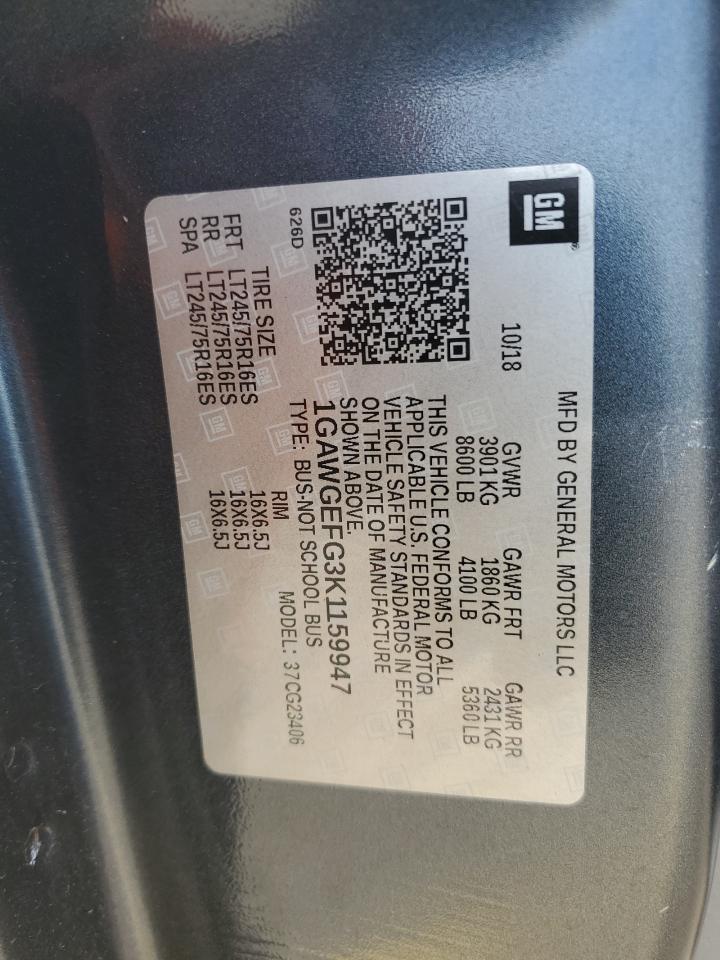 GM
MFD BY GENERAL MOTORS LLC
10/18 GVWR GAWR FRT GAWR RR
3901 KG 1860 KG 2431 KG
8600 LB 4100 LB 5360 LB
THIS VEHICLE CONFORMS TO ALL
APPLICABLE U.S. FEDERAL MOTOR
VEHICLE SAFETY STANDARDS IN EFFECT
ON THE DATE OF MANUFACTURE
SHOWN ABOVE.
1GAWGEFG3K1159947
TYPE: BUS-NOT SCHOOL BUS
626D
MODEL: 37CG23406
TIRE SIZE RIM
FRT LT245/75R16ES 16X6.5J
RR LT245/75R16ES 16X6.5J
SPA LT245/75R16ES 16X6.5J